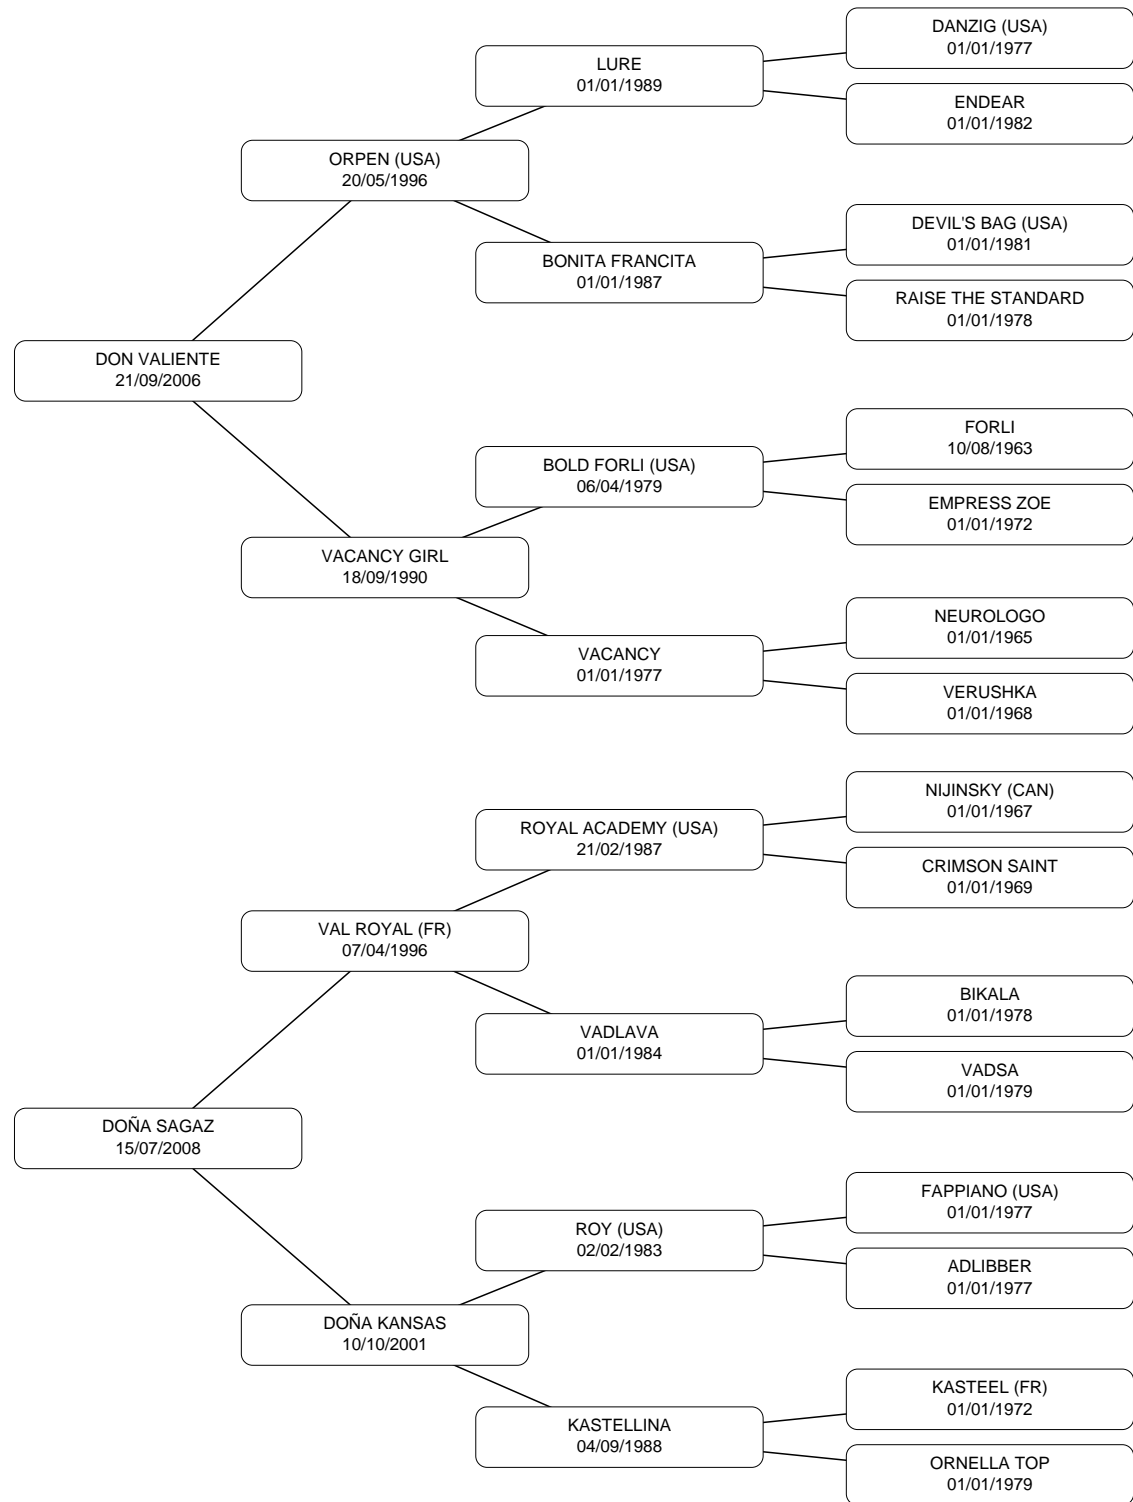 DANZIG (USA)
01/01/1977
LURE
01/01/1989
ENDEAR
01/01/1982
ORPEN (USA)
20/05/1996
DEVIL'S BAG (USA)
01/01/1981
BONITA FRANCITA
01/01/1987
RAISE THE STANDARD
01/01/1978
DON VALIENTE
21/09/2006
FORLI
10/08/1963
BOLD FORLI (USA)
06/04/1979
EMPRESS ZOE
01/01/1972
VACANCY GIRL
18/09/1990
NEUROLOGO
01/01/1965
VACANCY
01/01/1977
VERUSHKA
01/01/1968
NIJINSKY (CAN)
01/01/1967
ROYAL ACADEMY (USA)
21/02/1987
CRIMSON SAINT
01/01/1969
VAL ROYAL (FR)
07/04/1996
BIKALA
01/01/1978
VADLAVA
01/01/1984
VADSA
01/01/1979
DOÑA SAGAZ
15/07/2008
FAPPIANO (USA)
01/01/1977
ROY (USA)
02/02/1983
ADLIBBER
01/01/1977
DOÑA KANSAS
10/10/2001
KASTEEL (FR)
01/01/1972
KASTELLINA
04/09/1988
ORNELLA TOP
01/01/1979